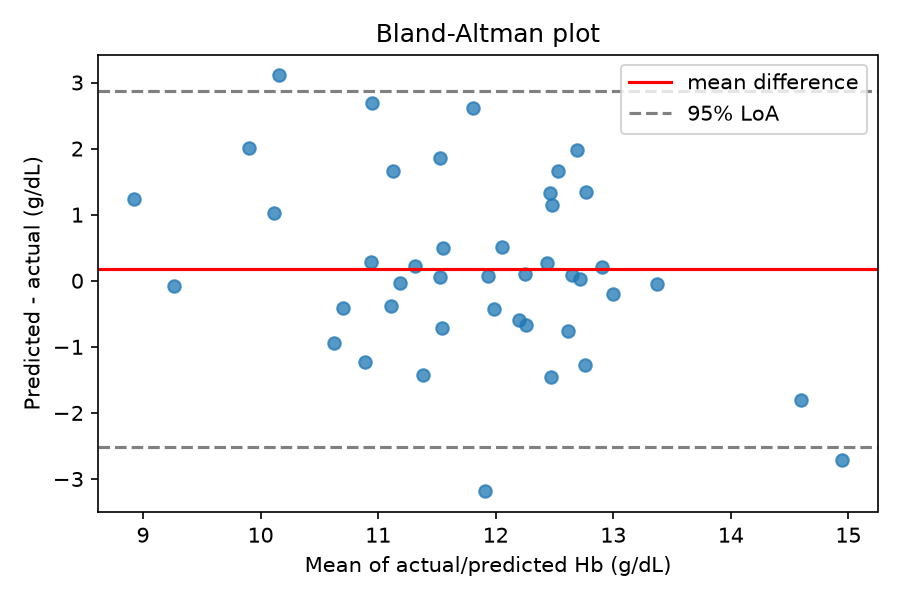 Bland-Altman plot
mean difference
95% LoA
Predicted - actual (g/dL)
3
2
1
0
−1
−2
−3
9 10 11 12 13 14 15
Mean of actual/predicted Hb (g/dL)